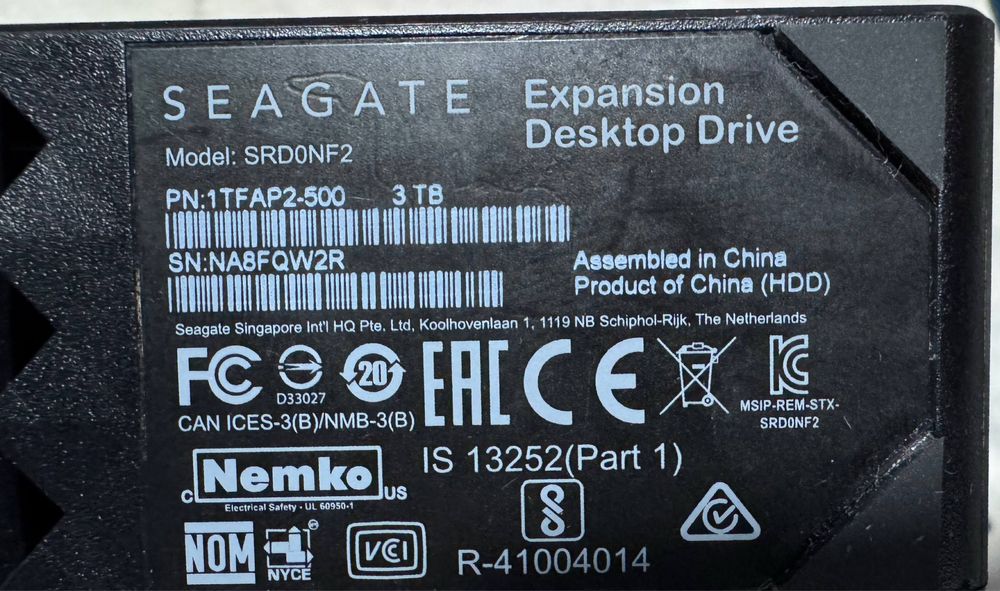 SEAGATE
Expansion
Desktop Drive
Model: SRD0NF2
PN:1TFAP2-500 3 TB
SN:NA8FQW2R
Assembled in China
Product of China (HDD)
Seagate Singapore Int'l HQ Pte. Ltd, Koolhovenlaan 1, 1119 NB Schiphol-Rijk, The Netherlands
FC D33027 20 EAC CE KC
CAN ICES-3(B)/NMB-3(B)
MSIP-REM-STX-
SRD0NF2
c Nemko us
Electrical Safety - UL 60950-1
IS 13252(Part 1)
R-41004014
NOM NYCE VCI